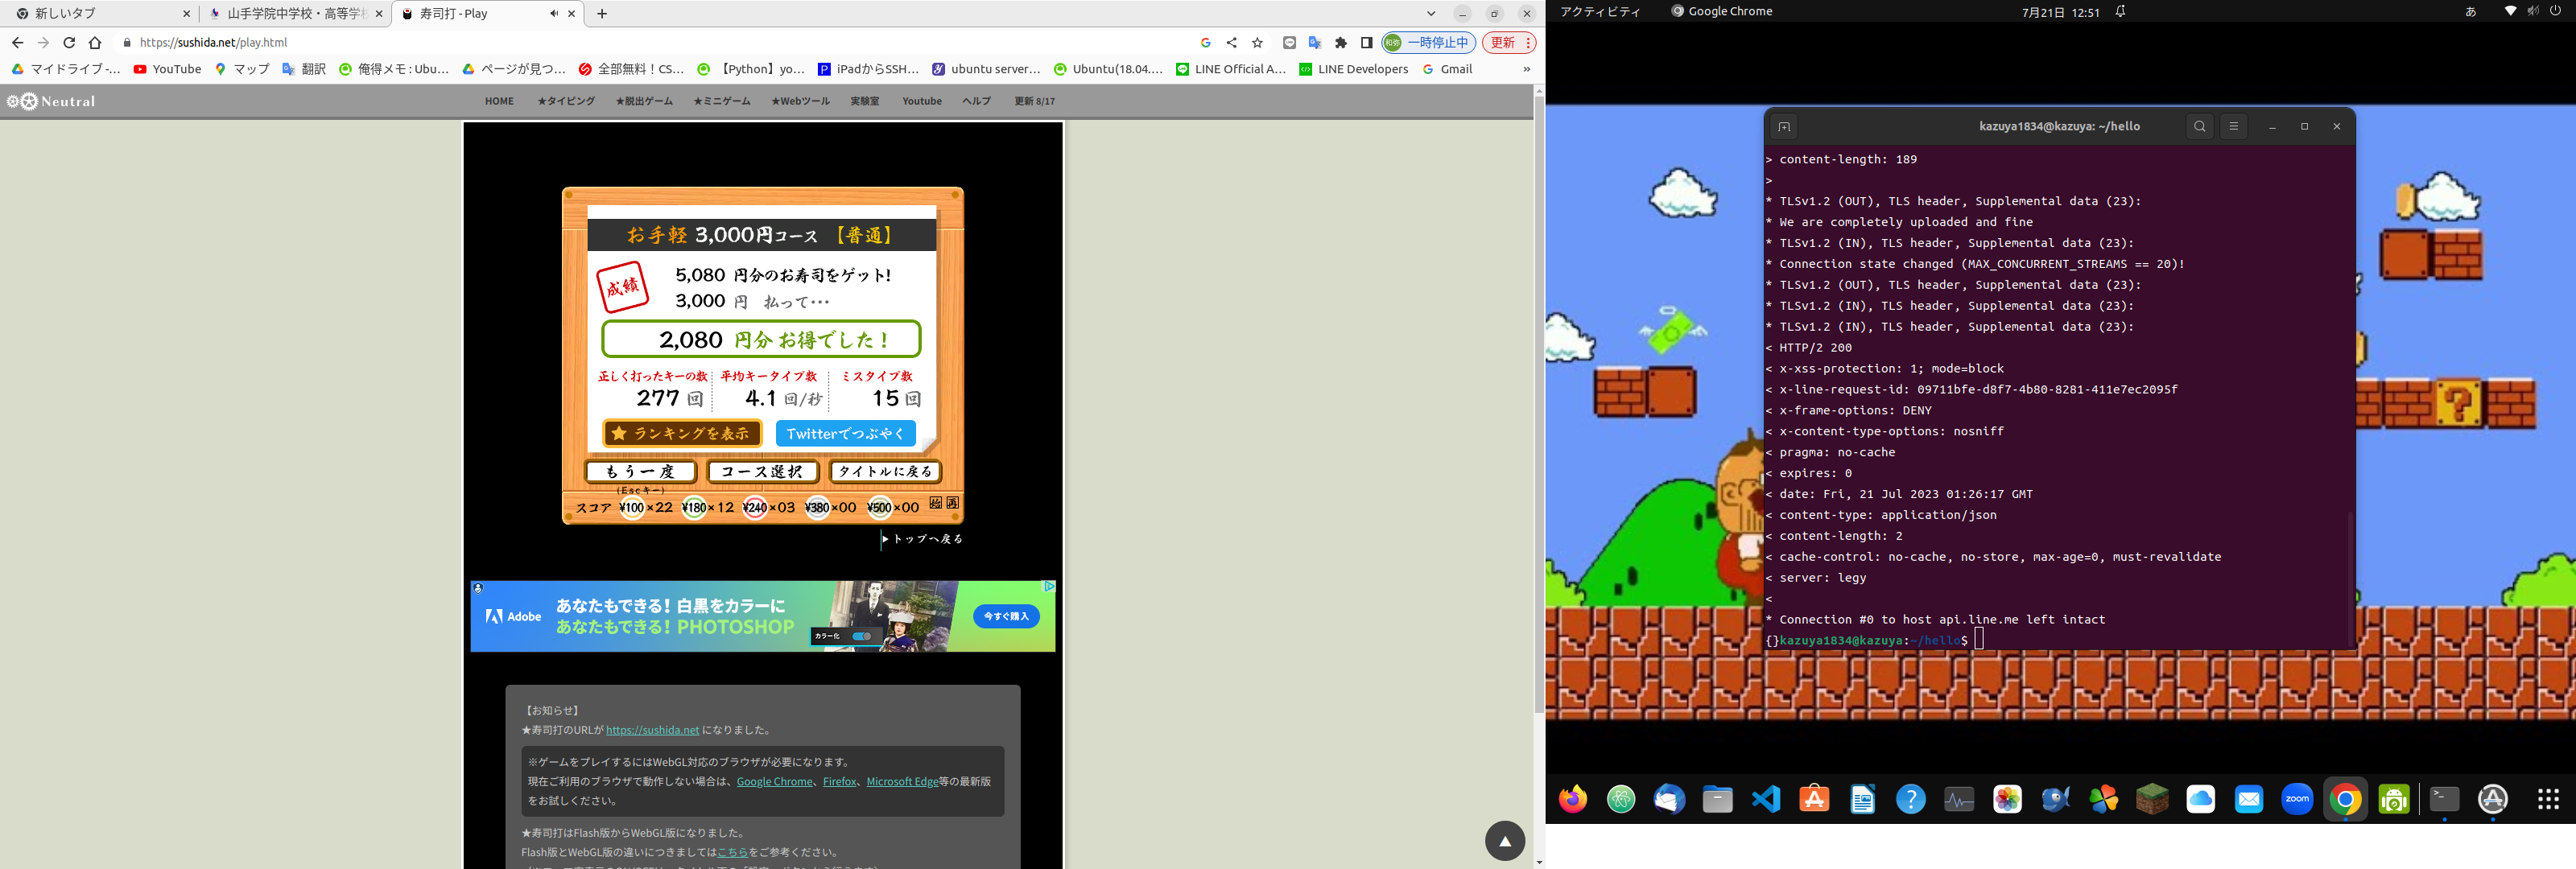 新しいタブ
山手学院中学校・高等学校
寿司打 - Play
https://sushida.net/play.html
和弥 一時停止中
更新
マイドライブ -...
YouTube
マップ
翻訳
俺得メモ : Ubu...
ページが見つ...
全部無料！CS...
【Python】yo...
iPadからSSH...
ubuntu server...
Ubuntu(18.04....
LINE Official A...
LINE Developers
Gmail
»
Neutral
HOME
★タイピング
★脱出ゲーム
★ミニゲーム
★Webツール
実験室
Youtube
ヘルプ
更新 8/17
お手軽 3,000円コース 【普通】
成績
5,080 円分のお寿司をゲット!
3,000 円 払って･･･
2,080 円分 お得でした！
正しく打ったキーの数 平均キータイプ数 ミスタイプ数
277 回 4.1 回/秒 15 回
ランキングを表示
Twitterでつぶやく
もう一度
コース選択
タイトルに戻る
(Escキー)
スコア ¥100×22 ¥180×12 ¥240×03 ¥380×00 ¥500×00
▶トップへ戻る
Adobe
あなたもできる！白黒をカラーに
あなたもできる！PHOTOSHOP
カラー化
今すぐ購入
【お知らせ】
★寿司打のURLが https://sushida.net になりました。
※ゲームをプレイするにはWebGL対応のブラウザが必要になります。
現在ご利用のブラウザで動作しない場合は、Google Chrome、Firefox、Microsoft Edge等の最新版
をお試しください。
★寿司打はFlash版からWebGL版になりました。
Flash版とWebGL版の違いにつきましてはこちらをご参考ください。
アクティビティ
Google Chrome
7月21日 12:51
あ
kazuya1834@kazuya: ~/hello
> content-length: 189
>
* TLSv1.2 (OUT), TLS header, Supplemental data (23):
* We are completely uploaded and fine
* TLSv1.2 (IN), TLS header, Supplemental data (23):
* Connection state changed (MAX_CONCURRENT_STREAMS == 20)!
* TLSv1.2 (OUT), TLS header, Supplemental data (23):
* TLSv1.2 (IN), TLS header, Supplemental data (23):
* TLSv1.2 (IN), TLS header, Supplemental data (23):
< HTTP/2 200
< x-xss-protection: 1; mode=block
< x-line-request-id: 09711bfe-d8f7-4b80-8281-411e7ec2095f
< x-frame-options: DENY
< x-content-type-options: nosniff
< pragma: no-cache
< expires: 0
< date: Fri, 21 Jul 2023 01:26:17 GMT
< content-type: application/json
< content-length: 2
< cache-control: no-cache, no-store, max-age=0, must-revalidate
< server: legy
<
* Connection #0 to host api.line.me left intact
{}kazuya1834@kazuya:~/hello$
zoom